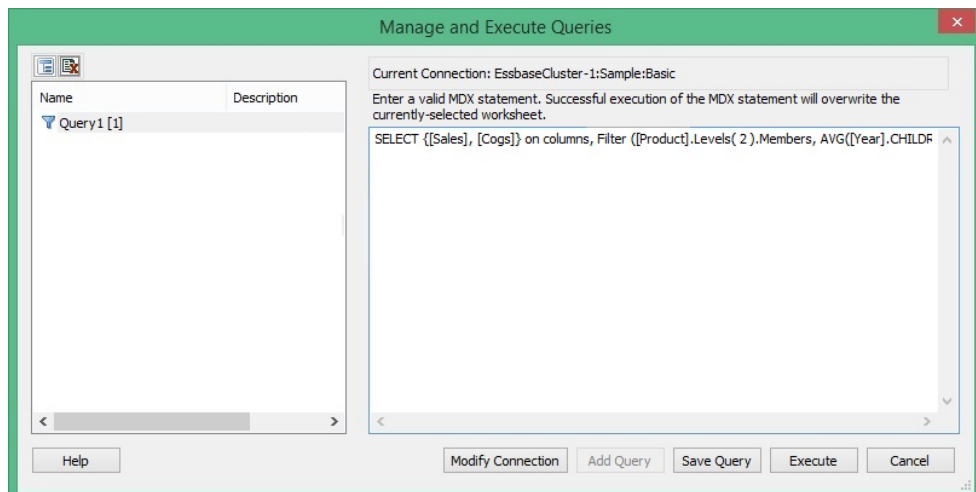 Manage and Execute Queries
Name Description
Query1 [1]
Current Connection: EssbaseCluster-1:Sample:Basic
Enter a valid MDX statement. Successful execution of the MDX statement will overwrite the
currently-selected worksheet.
SELECT {[Sales], [Cogs]} on columns, Filter ([Product].Levels( 2 ).Members, AVG([Year].CHILDR
Help Modify Connection Add Query Save Query Execute Cancel